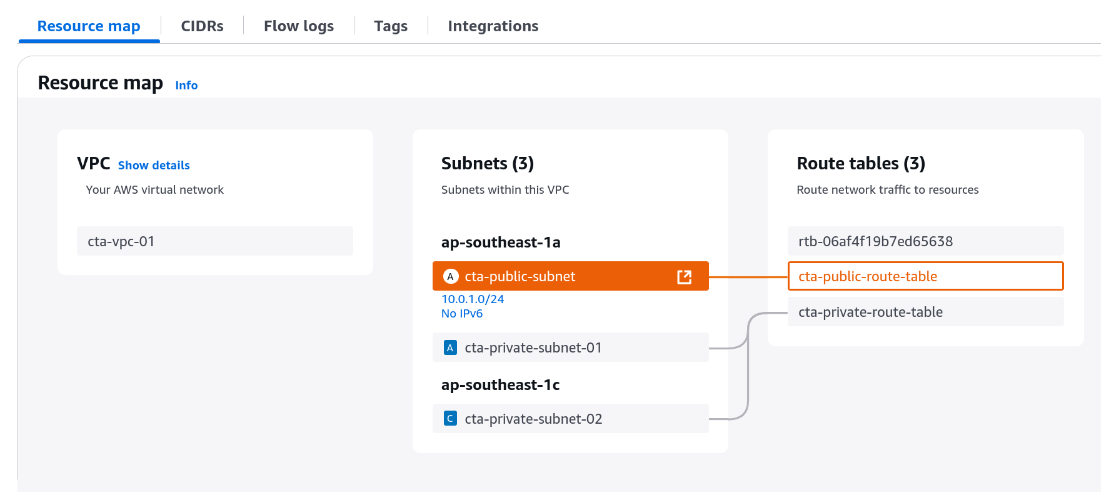 Resource map
CIDRs
Flow logs
Tags
Integrations
Resource map Info
VPC Show details
Your AWS virtual network
cta-vpc-01
Subnets (3)
Subnets within this VPC
ap-southeast-1a
A cta-public-subnet
10.0.1.0/24
No IPv6
A cta-private-subnet-01
ap-southeast-1c
C cta-private-subnet-02
Route tables (3)
Route network traffic to resources
rtb-06af4f19b7ed65638
cta-public-route-table
cta-private-route-table